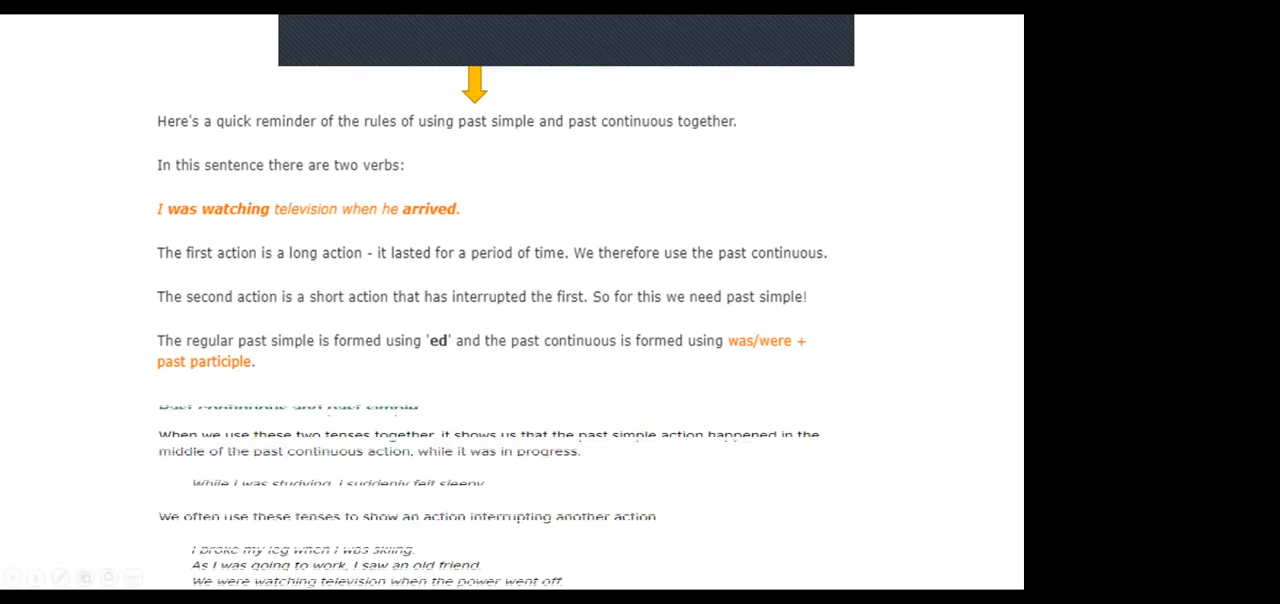 Here's a quick reminder of the rules of using past simple and past continuous together.
In this sentence there are two verbs:
I was watching television when he arrived.
The first action is a long action - it lasted for a period of time. We therefore use the past continuous.
The second action is a short action that has interrupted the first. So for this we need past simple!
The regular past simple is formed using 'ed' and the past continuous is formed using was/were +
past participle.
Past continuous and past simple
When we use these two tenses together, it shows us that the past simple action happened in the
middle of the past continuous action, while it was in progress.
While I was studying, I suddenly felt sleepy.
We often use these tenses to show an action interrupting another action
I broke my leg when I was skiing.
As I was going to work, I saw an old friend.
We were watching television when the power went off.